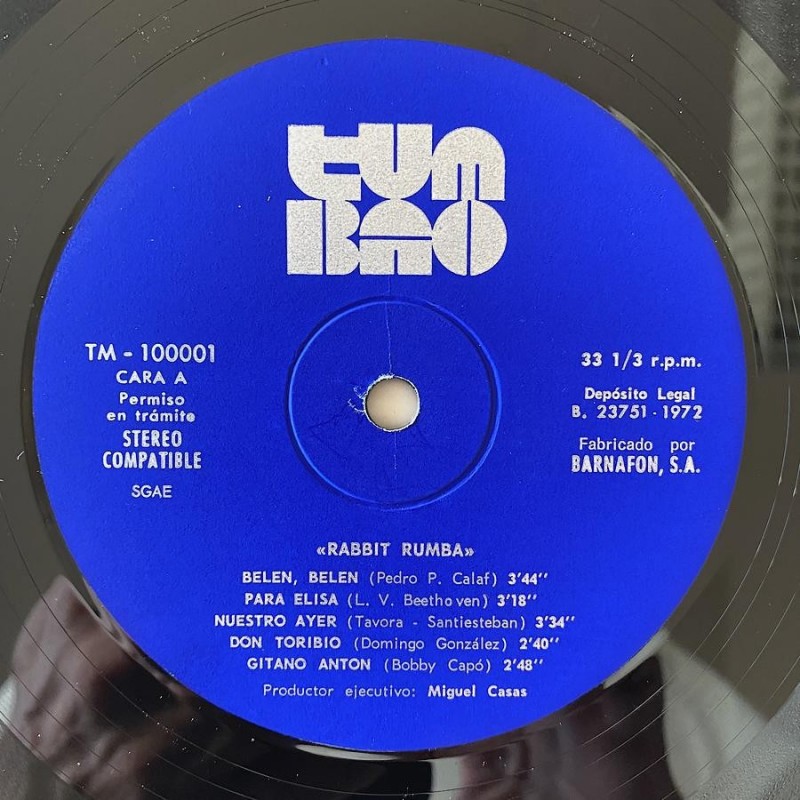 tum
BAO
TM - 100001
CARA A
Permiso
en trámite
STEREO
COMPATIBLE
SGAE
33 1/3 r.p.m.
Depósito Legal
B. 23751 - 1972
Fabricado por
BARNAFON, S.A.
«RABBIT RUMBA»
BELEN, BELEN (Pedro P. Calaf) 3'44''
PARA ELISA (L. V. Beethoven) 3'18''
NUESTRO AYER (Tavora - Santiesteban) 3'34''
DON TORIBIO (Domingo González) 2'40''
GITANO ANTON (Bobby Capó) 2'48''
Productor ejecutivo: Miguel Casas